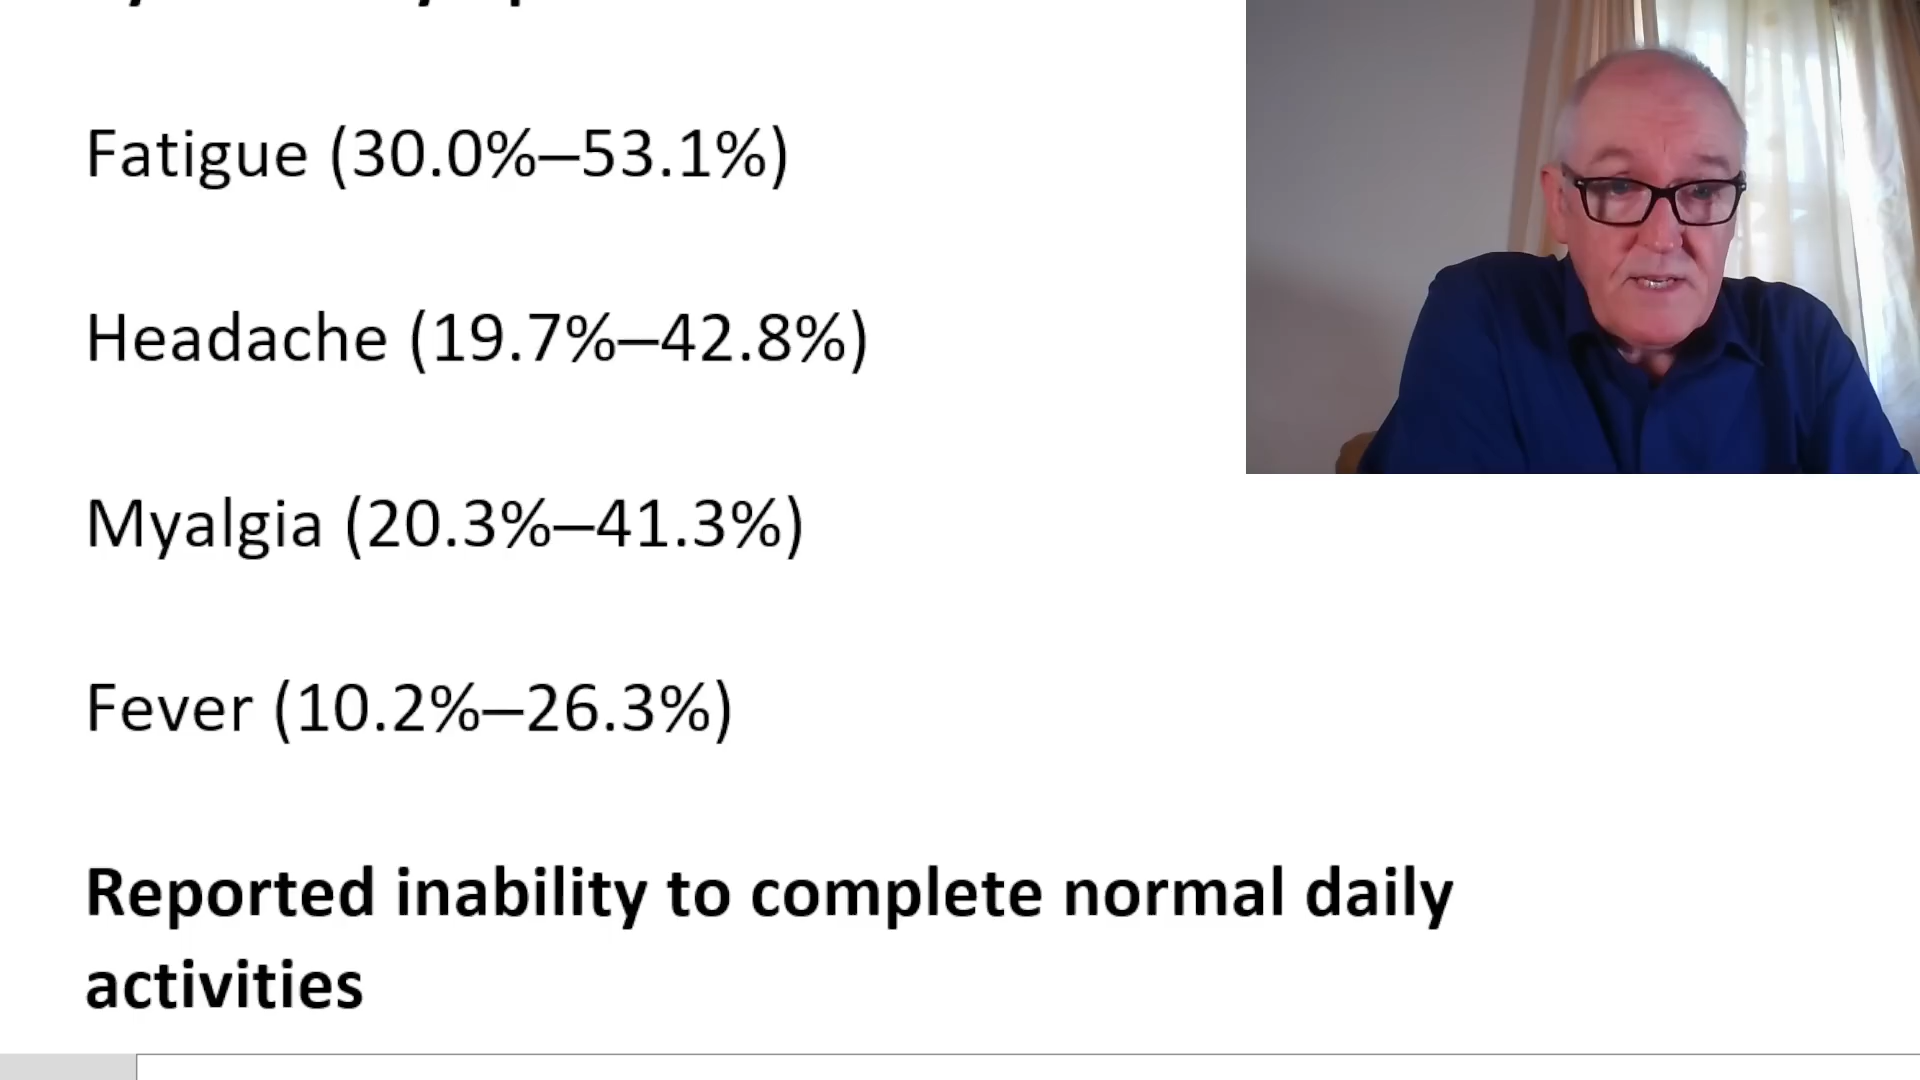 Fatigue (30.0%–53.1%)
Headache (19.7%–42.8%)
Myalgia (20.3%–41.3%)
Fever (10.2%–26.3%)
Reported inability to complete normal daily
activities